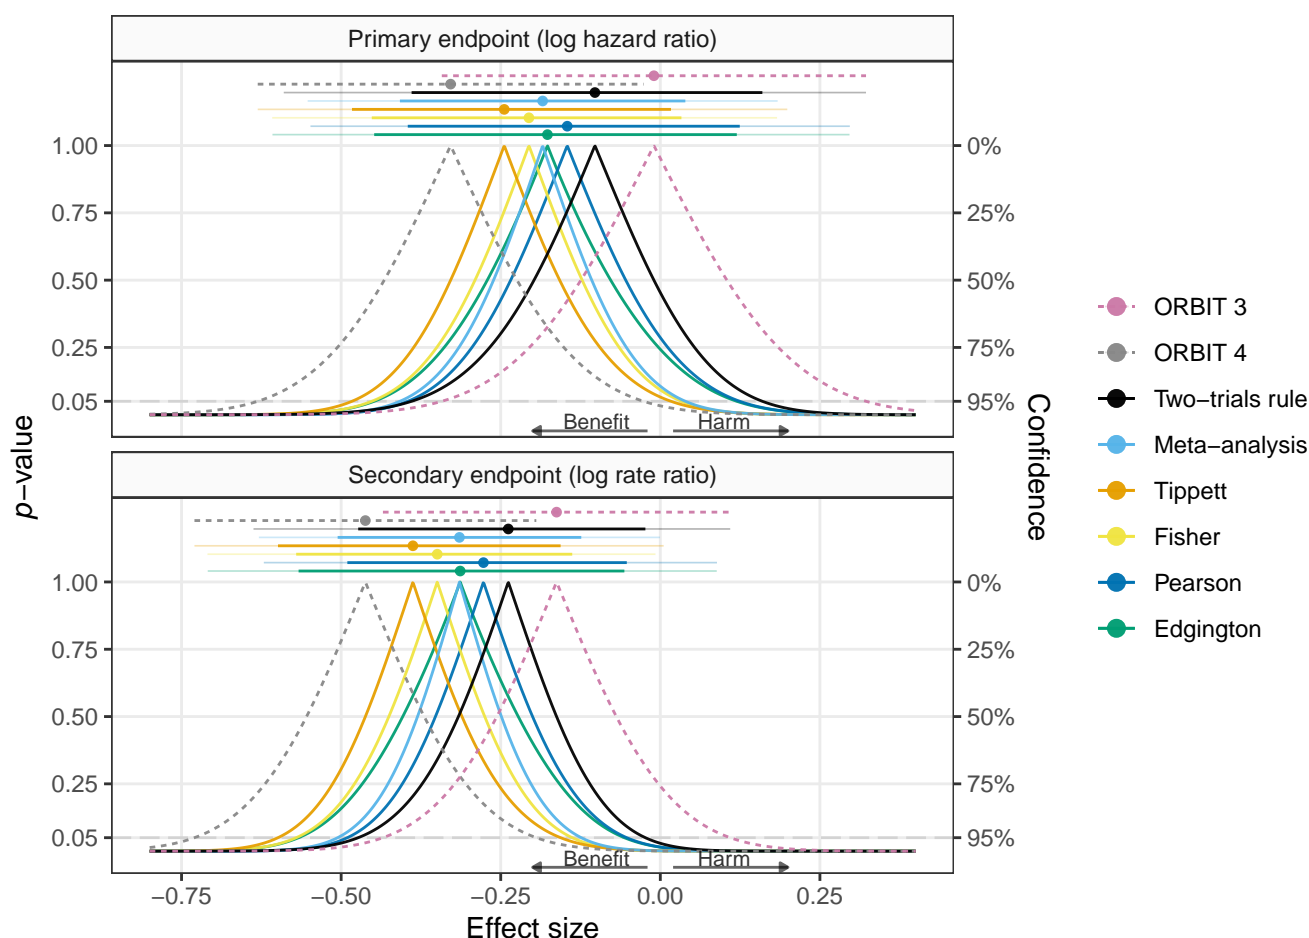 Primary endpoint (log hazard ratio)
1.00
0.75
0.50
0.25
0.05
0%
25%
50%
75%
95%
Benefit
Harm
Secondary endpoint (log rate ratio)
1.00
0.75
0.50
0.25
0.05
0%
25%
50%
75%
95%
Benefit
Harm
−0.75
−0.50
−0.25
0.00
0.25
Effect size
p−value
Confidence
ORBIT 3
ORBIT 4
Two−trials rule
Meta−analysis
Tippett
Fisher
Pearson
Edgington